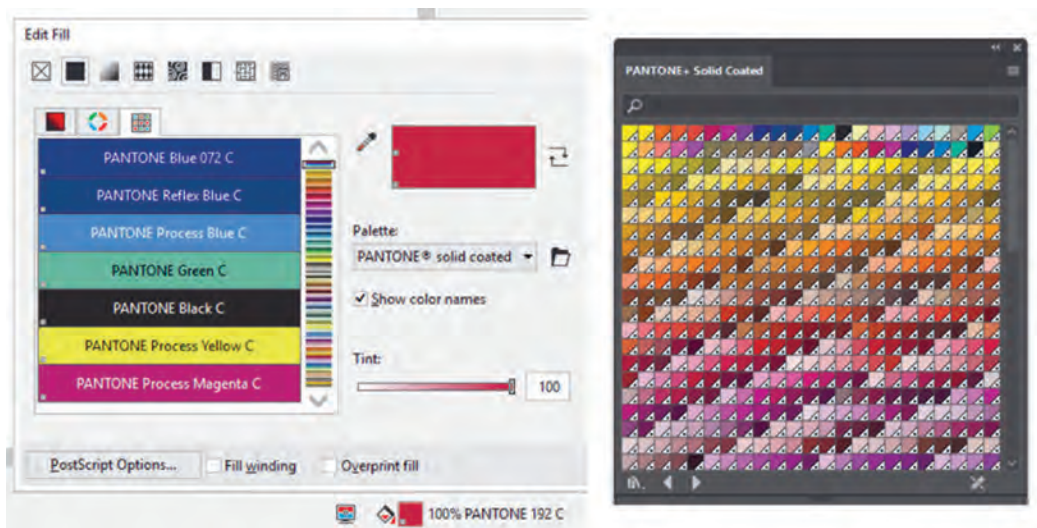 Edit Fill
PANTONE Blue 072 C
PANTONE Reflex Blue C
PANTONE Process Blue C
PANTONE Green C
PANTONE Black C
PANTONE Process Yellow C
PANTONE Process Magenta C
Palette:
PANTONE® solid coated
Show color names
Tint:
100
PostScript Options...
Fill winding
Overprint fill
100% PANTONE 192 C
PANTONE+ Solid Coated